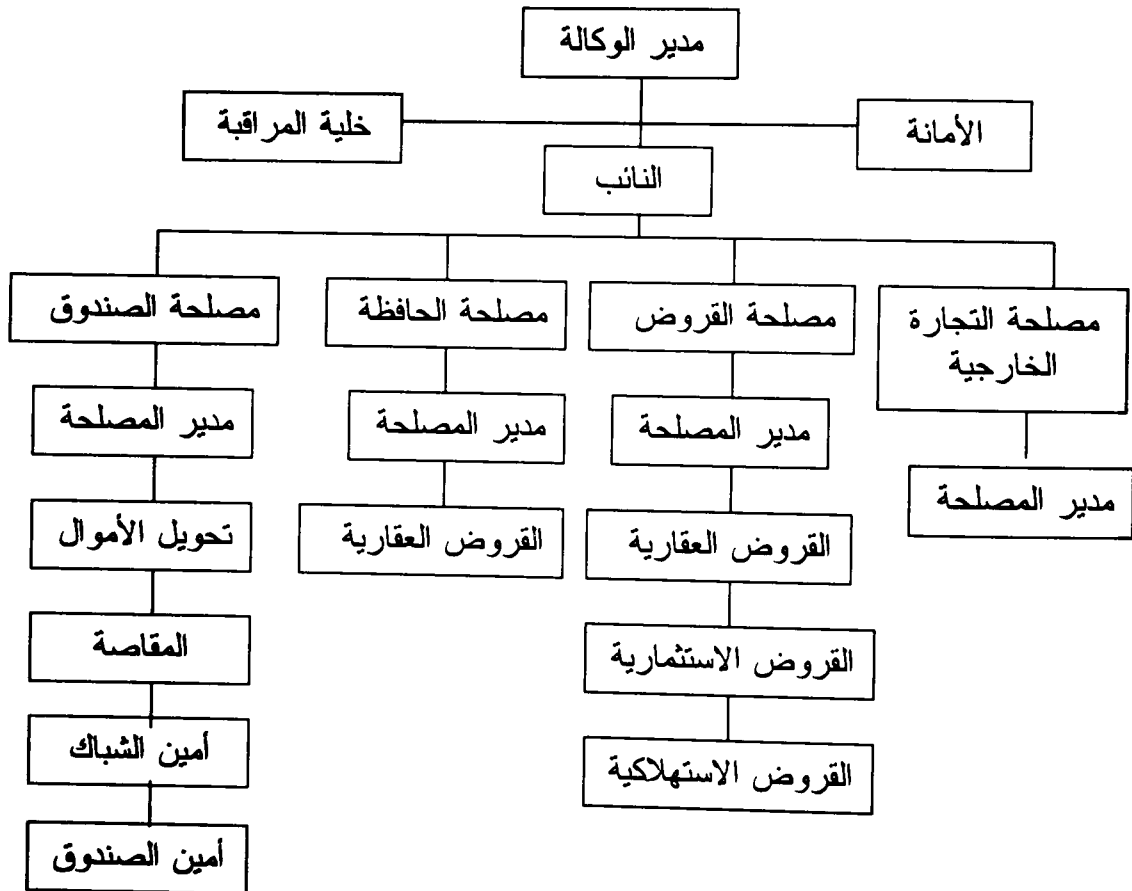 مدير الوكالة
الأمانة
خلية المراقبة
النائب
مصلحة التجارة
الخارجية
مدير المصلحة
مصلحة القروض
مدير المصلحة
القروض العقارية
القروض الاستثمارية
القروض الاستهلاكية
مصلحة الحافظة
مدير المصلحة
القروض العقارية
مصلحة الصندوق
مدير المصلحة
تحويل الأموال
المقاصة
أمين الشباك
أمين الصندوق